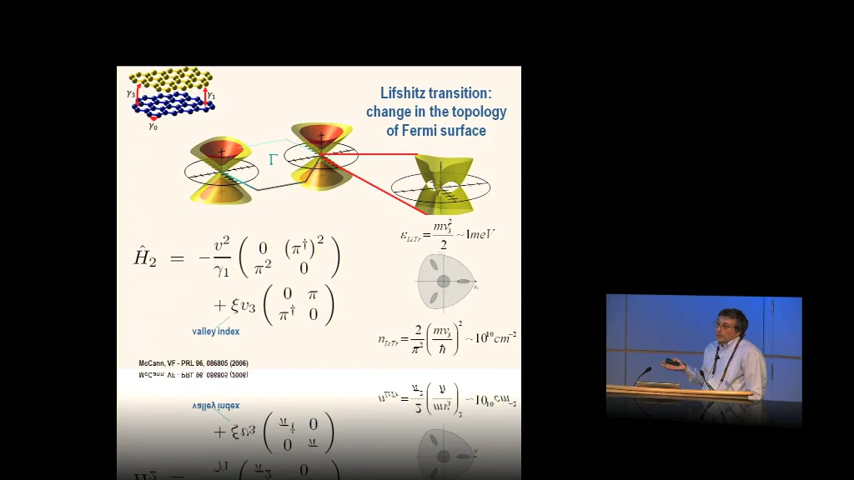 γ3
γ1
γ0
Lifshitz transition:
change in the topology
of Fermi surface
Γ
ε_LiTr = mv₃²/2 ~ 1meV
Ĥ₂ = − v²/γ₁ ( 0 (π†)² ; π² 0 )
+ ξv₃ ( 0 π ; π† 0 )
valley index
n_LiTr = 2/π² (mv₃/ħ)² ~ 10¹⁰ cm⁻²
McCann, VF - PRL 96, 086805 (2006)